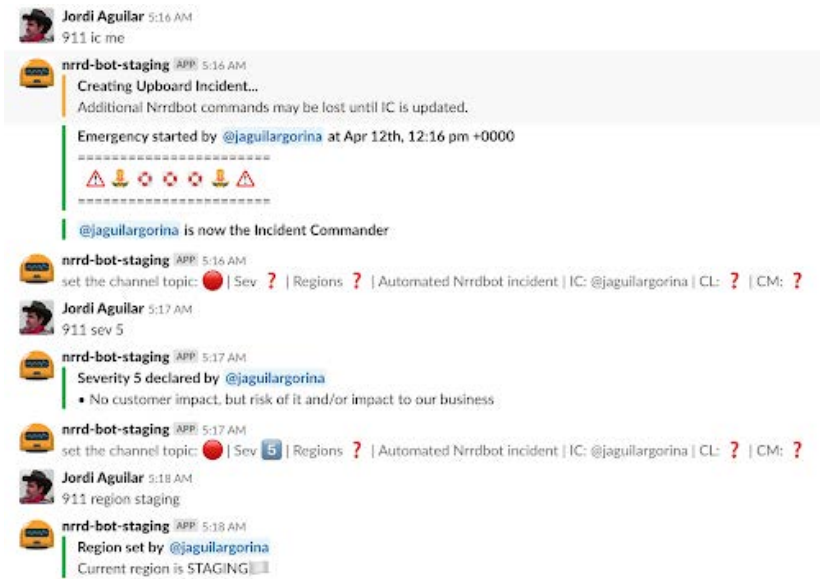 Jordi Aguilar 5:16 AM
911 ic me
nrrd-bot-staging APP 5:16 AM
Creating Upboard Incident...
Additional Nrrdbot commands may be lost until IC is updated.
Emergency started by @jaguilargorina at Apr 12th, 12:16 pm +0000
=======================
=======================
@jaguilargorina is now the Incident Commander
nrrd-bot-staging APP 5:16 AM
set the channel topic: 🔴 | Sev ❓ | Regions ❓ | Automated Nrrdbot incident | IC: @jaguilargorina | CL: ❓ | CM: ❓
Jordi Aguilar 5:17 AM
911 sev 5
nrrd-bot-staging APP 5:17 AM
Severity 5 declared by @jaguilargorina
• No customer impact, but risk of it and/or impact to our business
nrrd-bot-staging APP 5:17 AM
set the channel topic: 🔴 | Sev 5️⃣ | Regions ❓ | Automated Nrrdbot incident | IC: @jaguilargorina | CL: ❓ | CM: ❓
Jordi Aguilar 5:18 AM
911 region staging
nrrd-bot-staging APP 5:18 AM
Region set by @jaguilargorina
Current region is STAGING